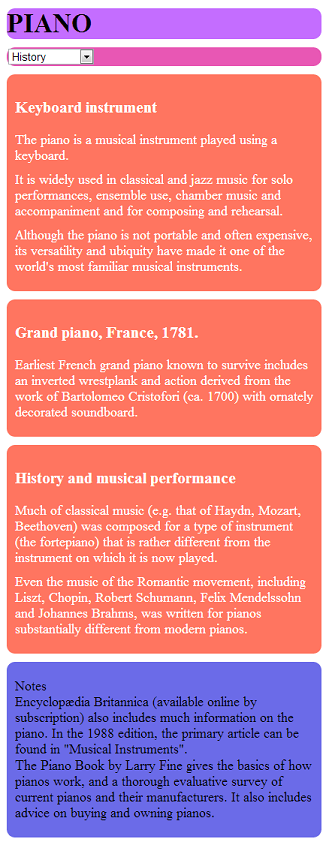 PIANO
History
Keyboard instrument
The piano is a musical instrument played using a
keyboard.
It is widely used in classical and jazz music for solo
performances, ensemble use, chamber music and
accompaniment and for composing and rehearsal.
Although the piano is not portable and often expensive,
its versatility and ubiquity have made it one of the
world's most familiar musical instruments.
Grand piano, France, 1781.
Earliest French grand piano known to survive includes
an inverted wrestplank and action derived from the
work of Bartolomeo Cristofori (ca. 1700) with ornately
decorated soundboard.
History and musical performance
Much of classical music (e.g. that of Haydn, Mozart,
Beethoven) was composed for a type of instrument
(the fortepiano) that is rather different from the
instrument on which it is now played.
Even the music of the Romantic movement, including
Liszt, Chopin, Robert Schumann, Felix Mendelssohn
and Johannes Brahms, was written for pianos
substantially different from modern pianos.
Notes
Encyclopædia Britannica (available online by
subscription) also includes much information on the
piano. In the 1988 edition, the primary article can be
found in "Musical Instruments".
The Piano Book by Larry Fine gives the basics of how
pianos work, and a thorough evaluative survey of
current pianos and their manufacturers. It also includes
advice on buying and owning pianos.